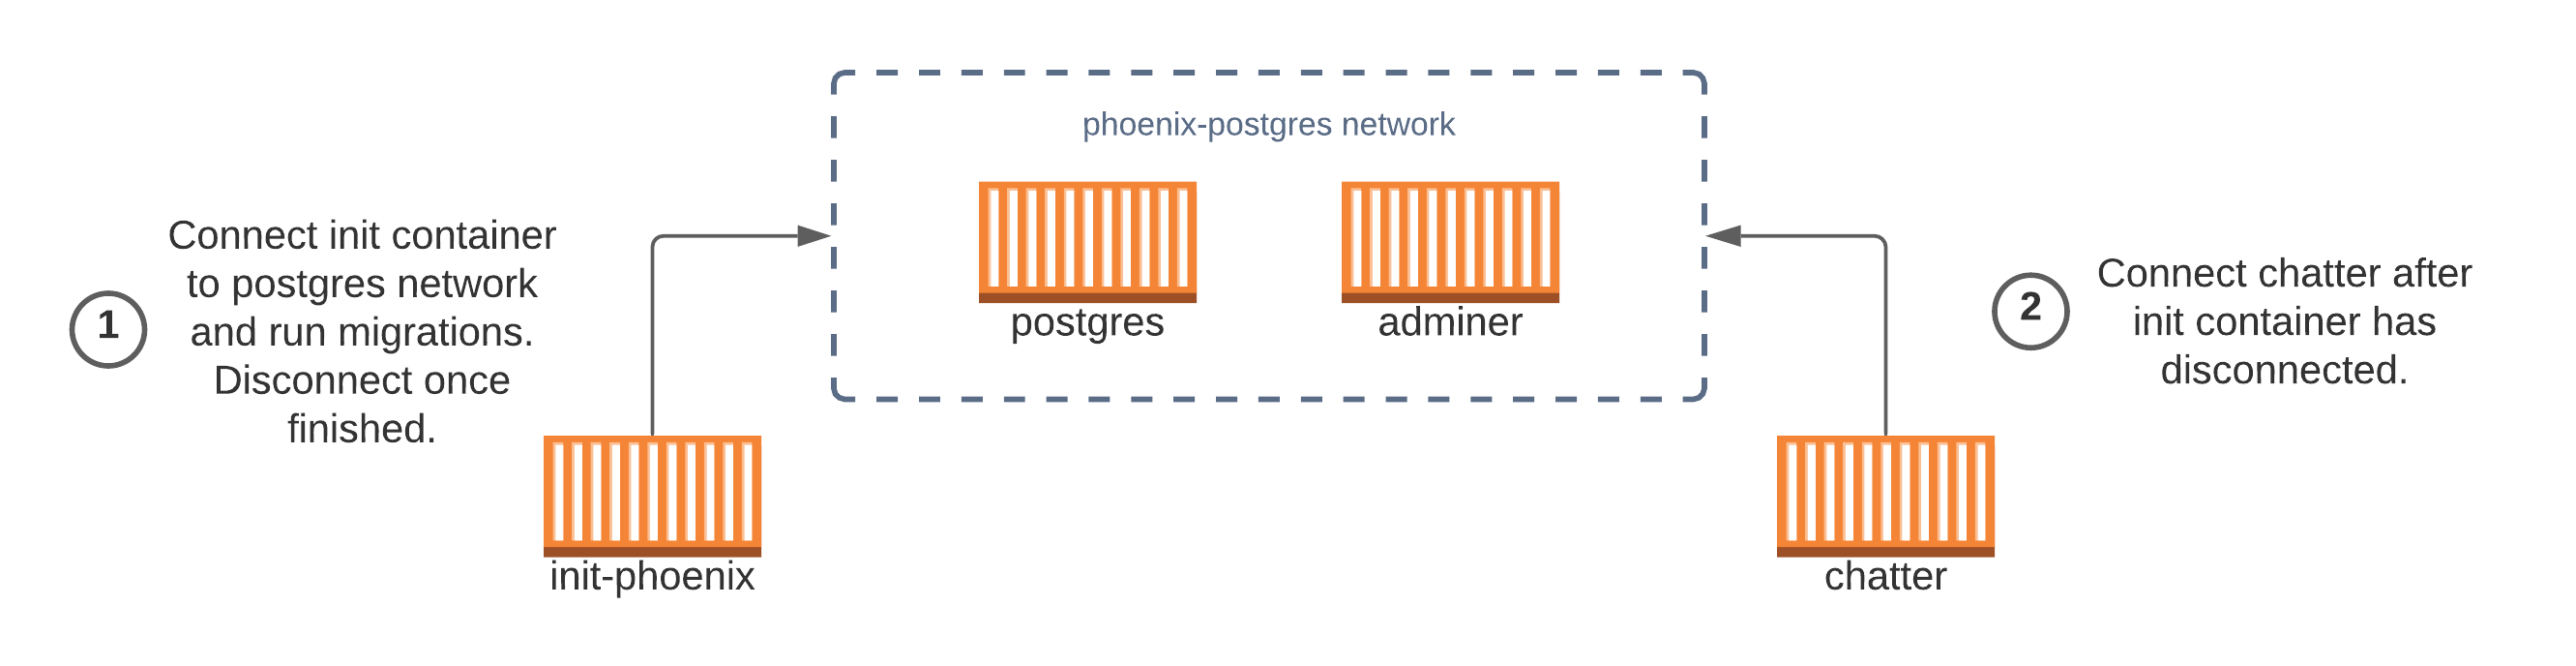 phoenix-postgres network
postgres
adminer
1
Connect init container
to postgres network
and run migrations.
Disconnect once
finished.
init-phoenix
2
Connect chatter after
init container has
disconnected.
chatter